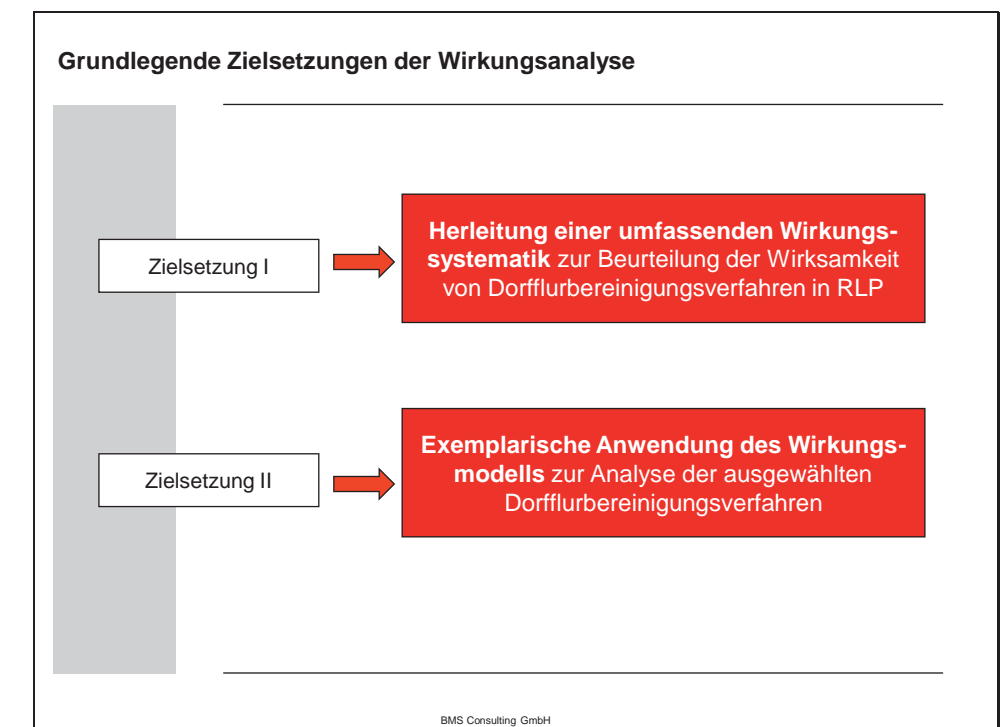 Grundlegende Zielsetzungen der Wirkungsanalyse
Zielsetzung I
Herleitung einer umfassenden Wirkungs-
systematik zur Beurteilung der Wirksamkeit
von Dorfflurbereinigungsverfahren in RLP
Zielsetzung II
Exemplarische Anwendung des Wirkungs-
modells zur Analyse der ausgewählten
Dorfflurbereinigungsverfahren
BMS Consulting GmbH